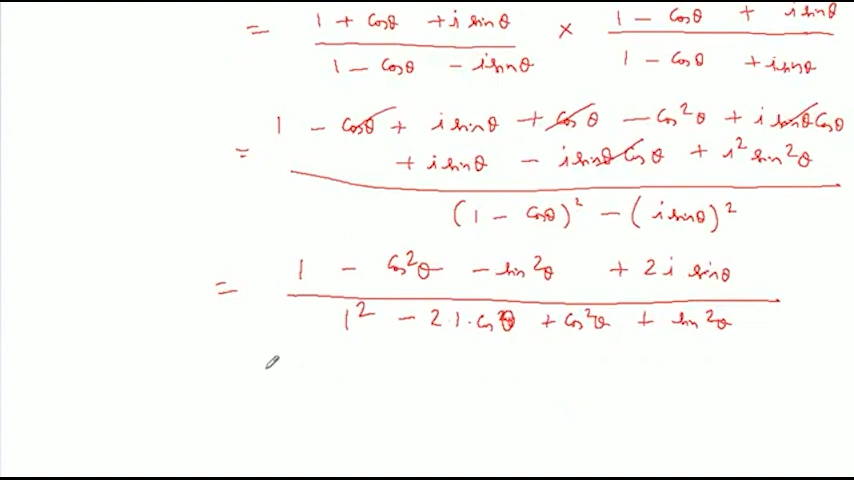 = 1 + cosθ + i sinθ / 1 - cosθ - i sinθ × 1 - cosθ + i sinθ / 1 - cosθ + i sinθ
= 1 - cosθ + i sinθ + cosθ - cos²θ + i sinθ cosθ
+ i sinθ - i sinθ cosθ + i² sin²θ
(1 - cosθ)² - (i sinθ)²
= 1 - cos²θ - sin²θ + 2 i sinθ
1² - 2·1·cosθ + cos²θ + sin²θ